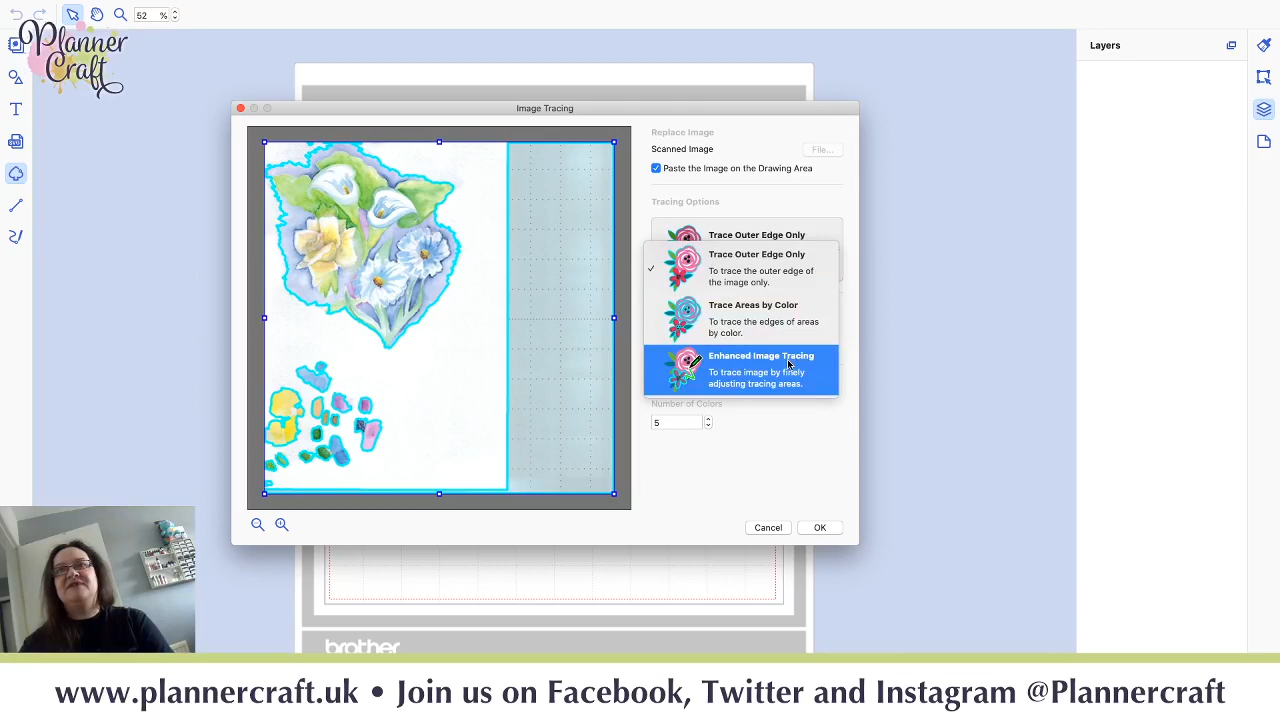 52 %
Planner
Craft
Layers
Image Tracing
Replace Image
Scanned Image
File...
Paste the Image on the Drawing Area
Tracing Options
Trace Outer Edge Only
Trace Outer Edge Only
To trace the outer edge of
the image only.
Trace Areas by Color
To trace the edges of areas
by color.
Enhanced Image Tracing
To trace image by finely
adjusting tracing areas.
Number of Colors
5
Cancel
OK
brother
www.plannercraft.uk • Join us on Facebook, Twitter and Instagram @Plannercraft